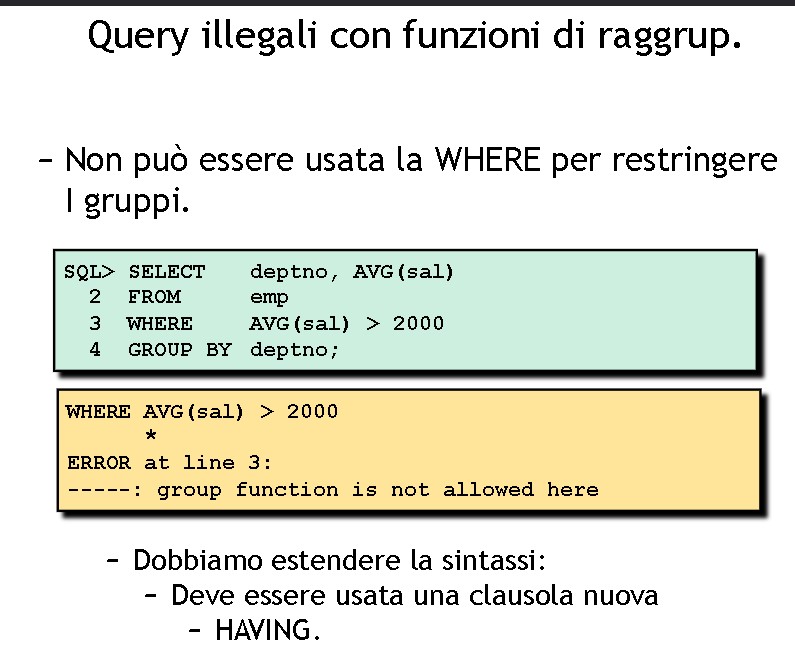 Query illegali con funzioni di raggrup.
– Non può essere usata la WHERE per restringere
I gruppi.
SQL> SELECT deptno, AVG(sal)
2 FROM emp
3 WHERE AVG(sal) > 2000
4 GROUP BY deptno;
WHERE AVG(sal) > 2000
*
ERROR at line 3:
-----: group function is not allowed here
– Dobbiamo estendere la sintassi:
– Deve essere usata una clausola nuova
– HAVING.